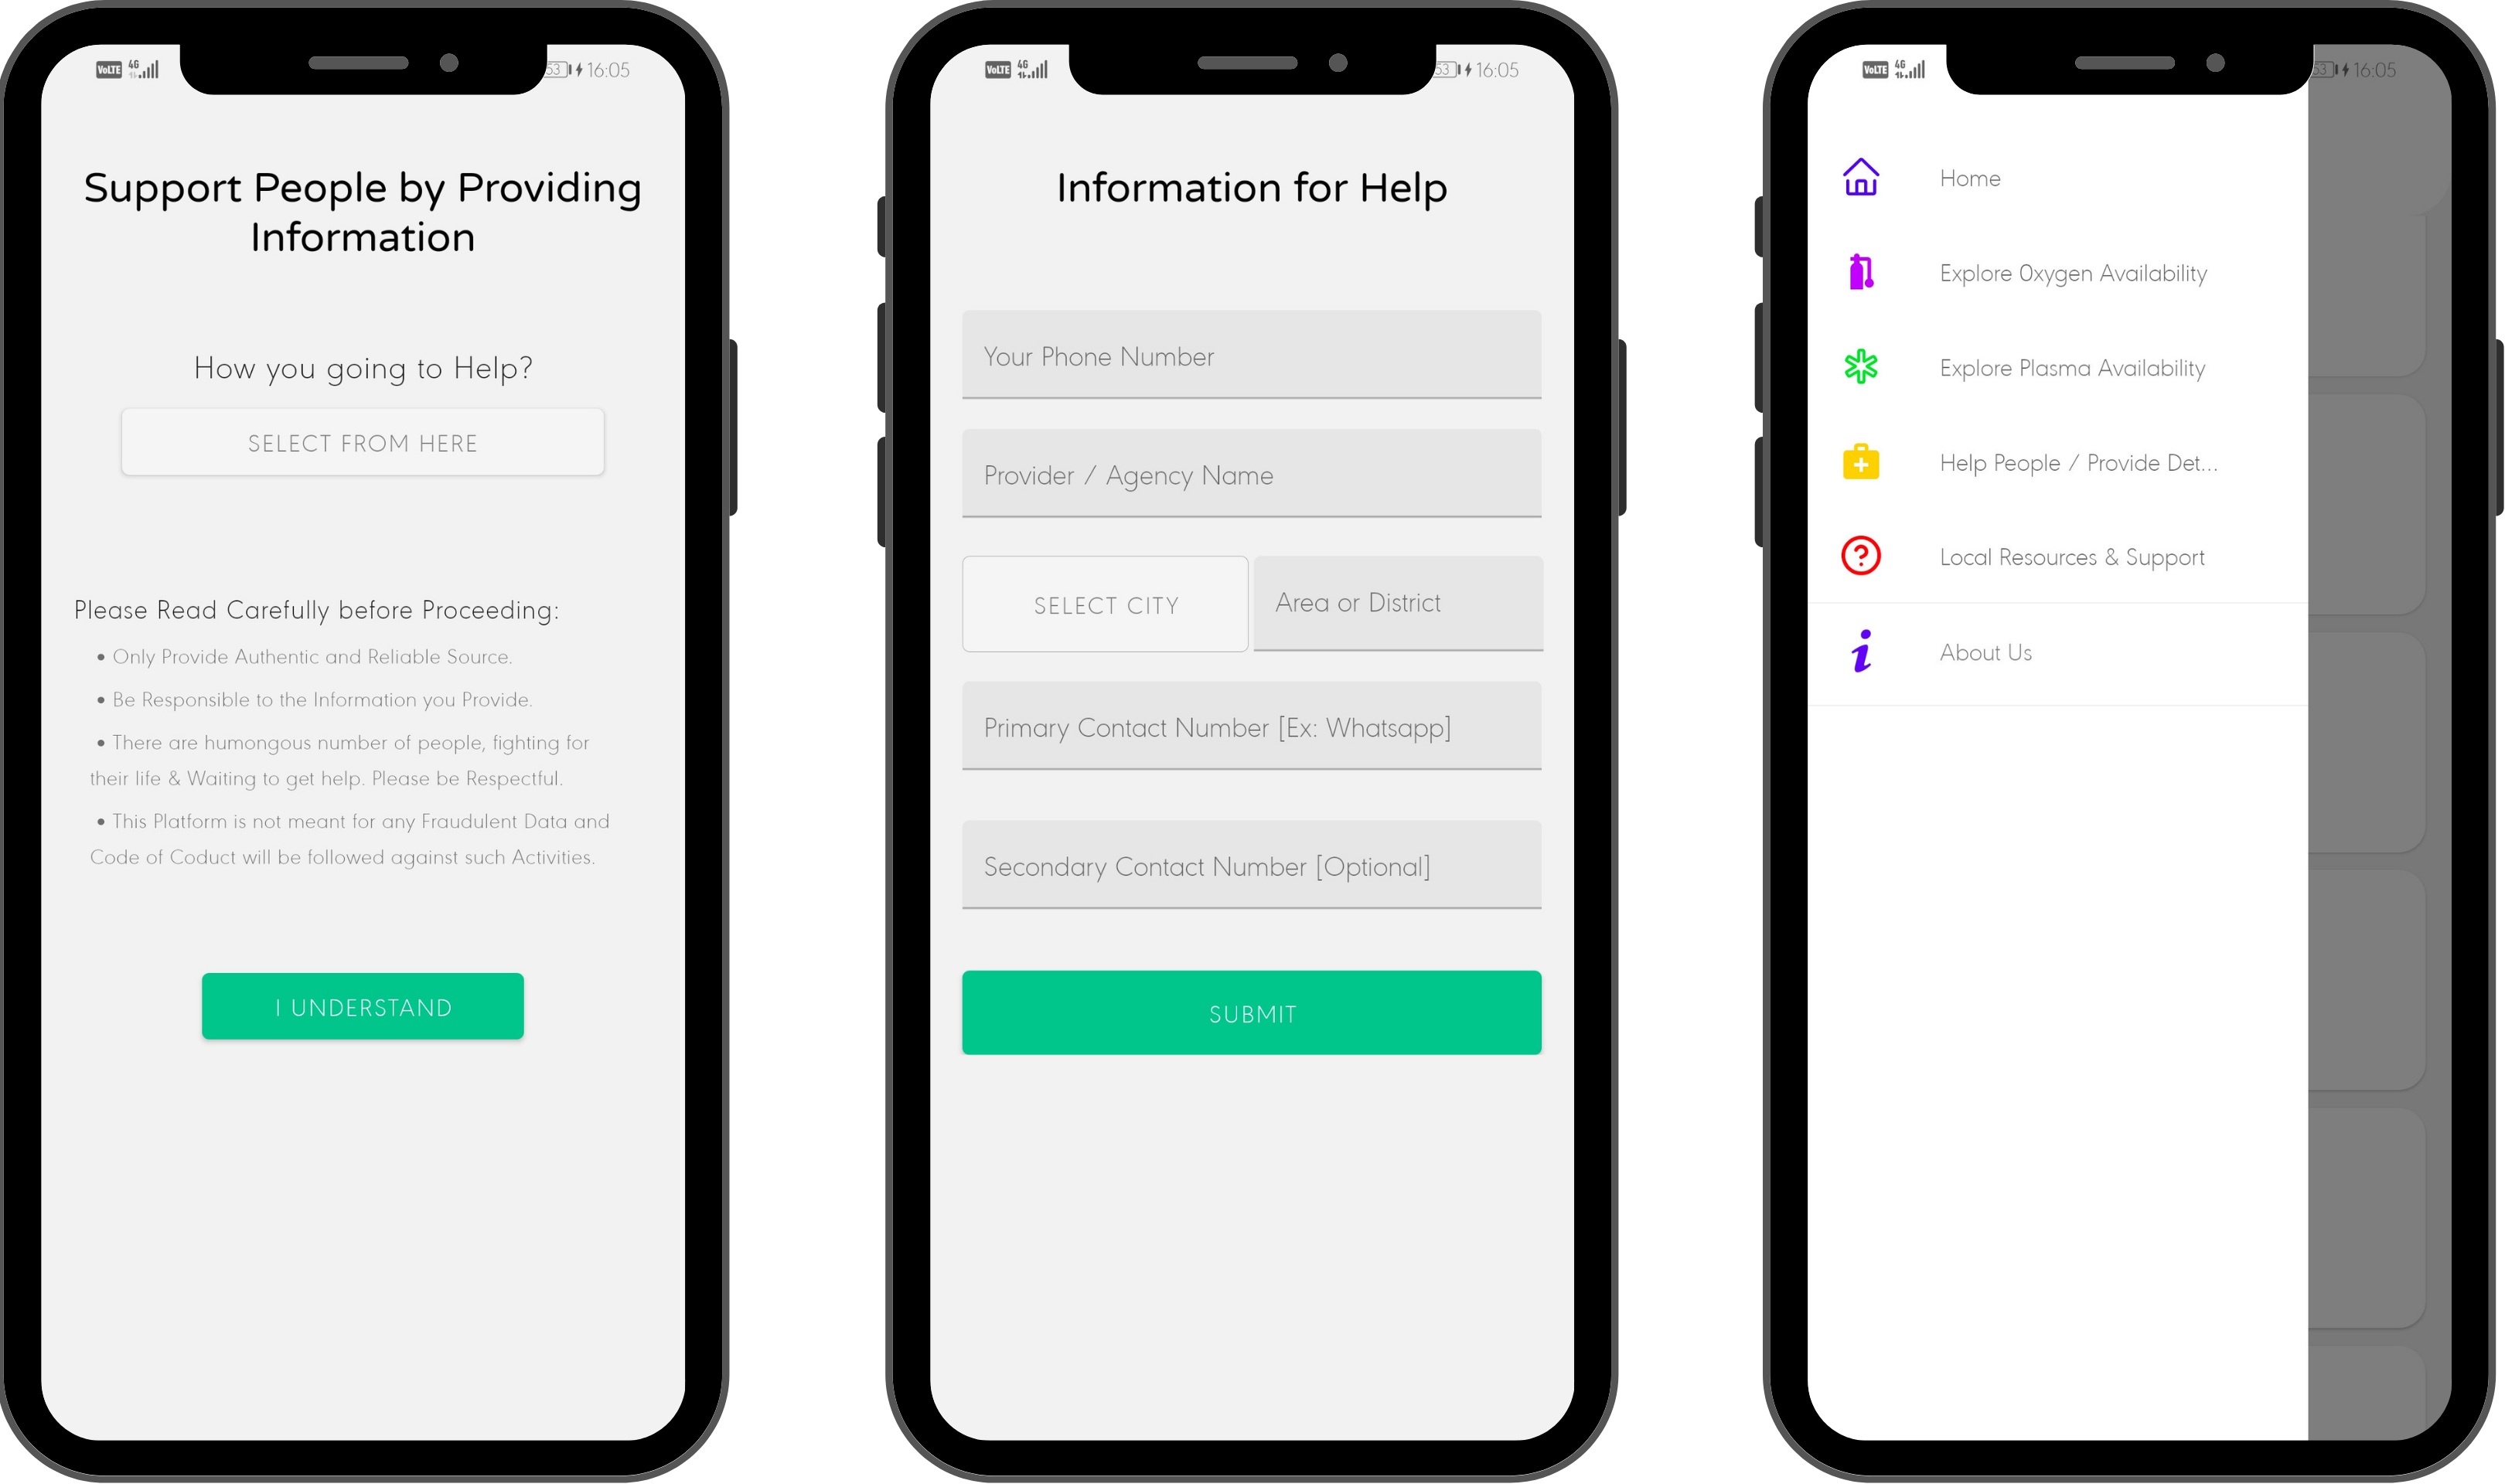 VoLTE 4G 53 16:05
Support People by Providing
Information
How you going to Help?
SELECT FROM HERE
Please Read Carefully before Proceeding:
• Only Provide Authentic and Reliable Source.
• Be Responsible to the Information you Provide.
• There are humongous number of people, fighting for
their life & Waiting to get help. Please be Respectful.
• This Platform is not meant for any Fraudulent Data and
Code of Coduct will be followed against such Activities.
I UNDERSTAND
VoLTE 4G 53 16:05
Information for Help
Your Phone Number
Provider / Agency Name
SELECT CITY Area or District
Primary Contact Number [Ex: Whatsapp]
Secondary Contact Number [Optional]
SUBMIT
VoLTE 4G 53 16:05
Home
Explore Oxygen Availability
Explore Plasma Availability
Help People / Provide Det...
Local Resources & Support
About Us